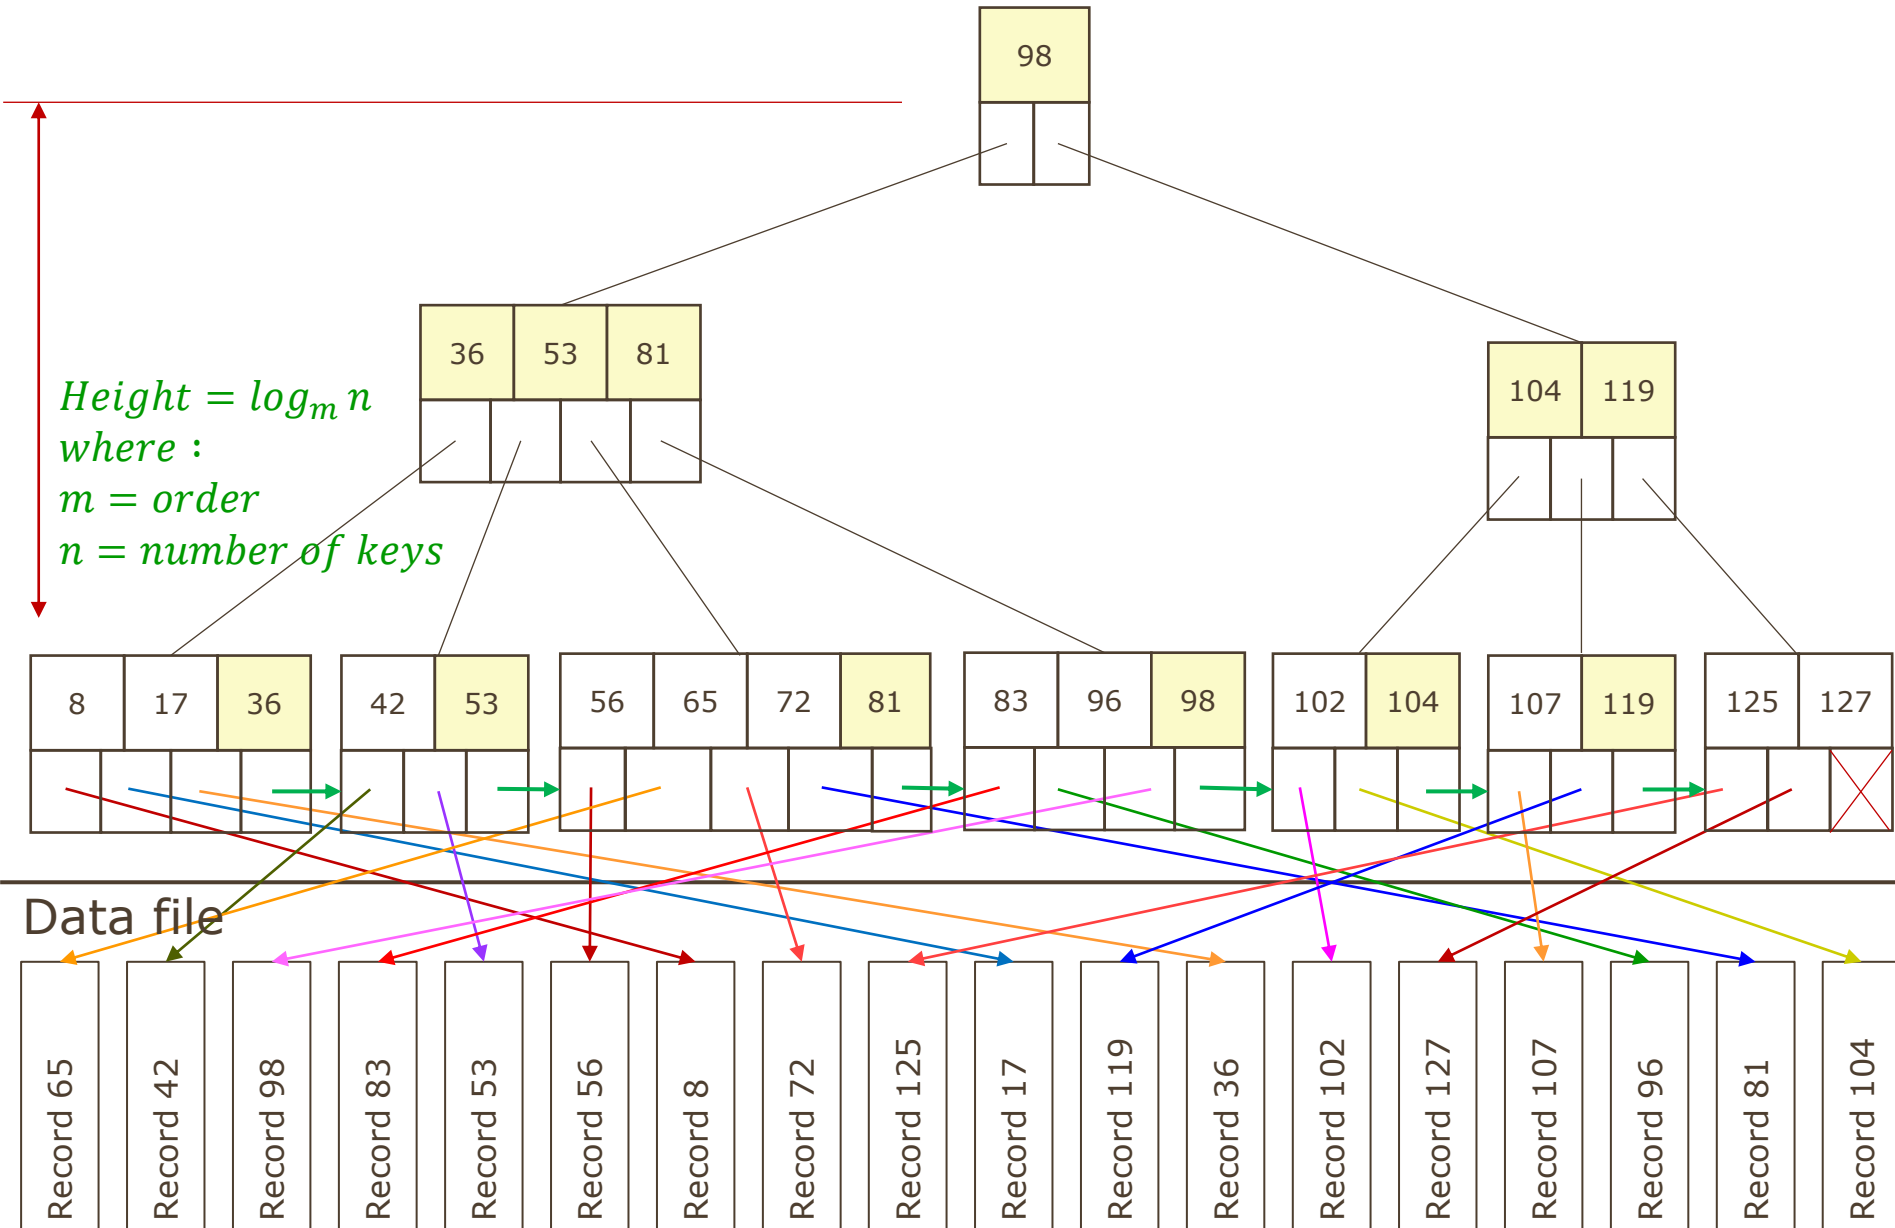 98
36 53 81
104 119
Height = log_m n
where :
m = order
n = number of keys
8 17 36 42 53 56 65 72 81 83 96 98 102 104 107 119 125 127
Data file
Record 65
Record 42
Record 98
Record 83
Record 53
Record 56
Record 8
Record 72
Record 125
Record 17
Record 119
Record 36
Record 102
Record 127
Record 107
Record 96
Record 81
Record 104